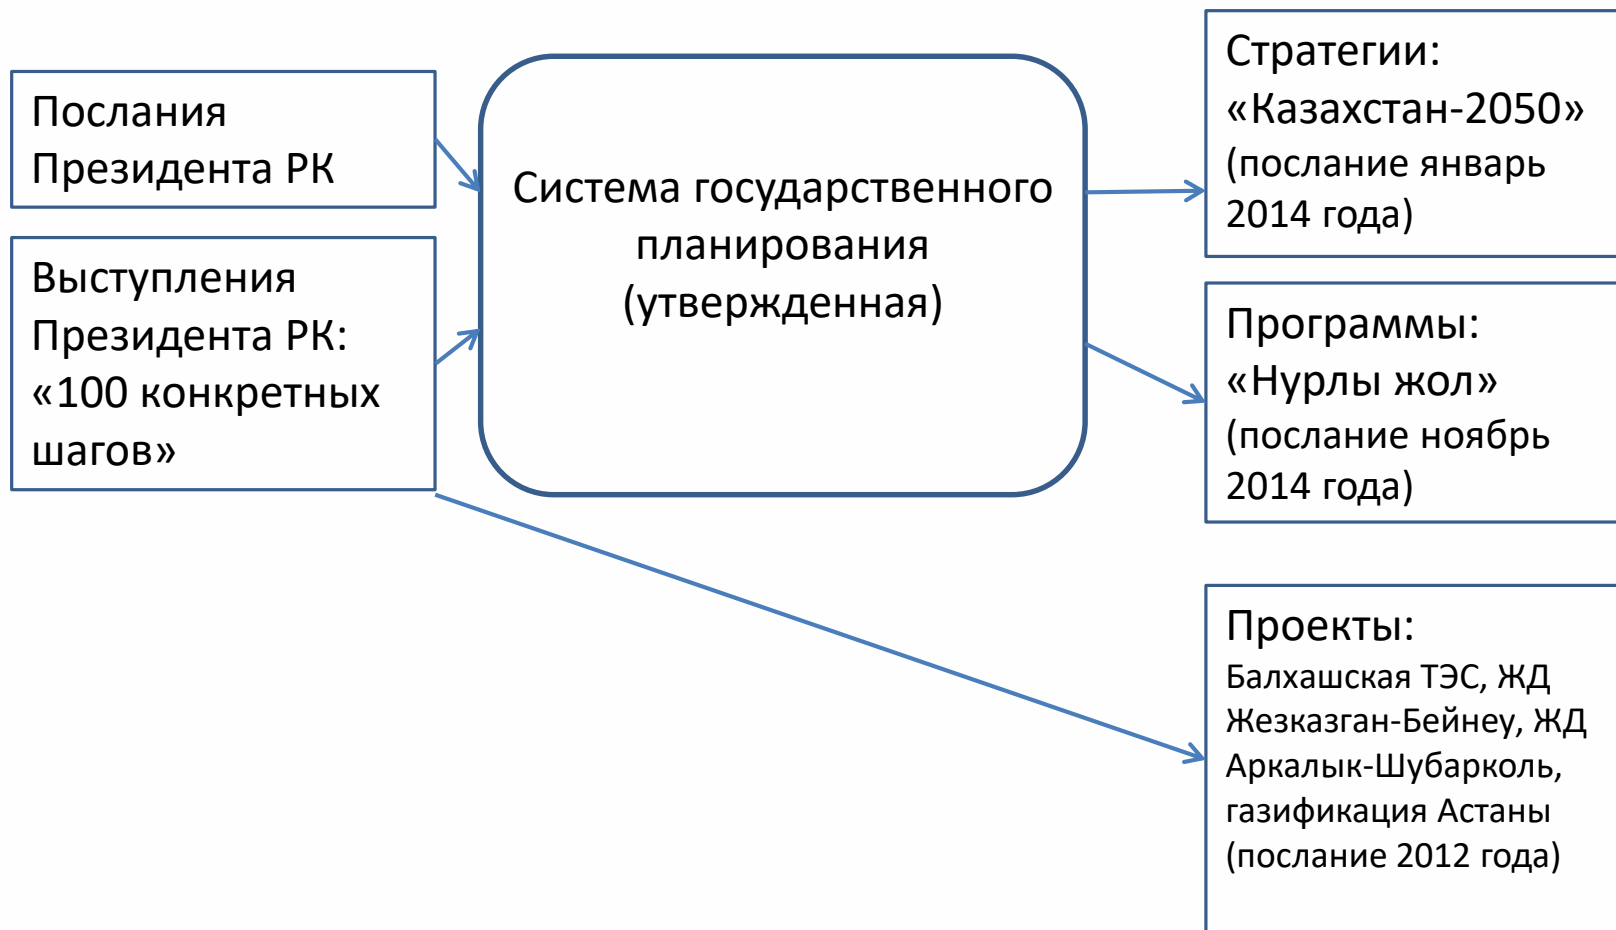 Послания
Президента РК
Выступления
Президента РК:
«100 конкретных
шагов»
Система государственного
планирования
(утвержденная)
Стратегии:
«Казахстан-2050»
(послание январь
2014 года)
Программы:
«Нурлы жол»
(послание ноябрь
2014 года)
Проекты:
Балхашская ТЭС, ЖД
Жезказган-Бейнеу, ЖД
Аркалык-Шубарколь,
газификация Астаны
(послание 2012 года)